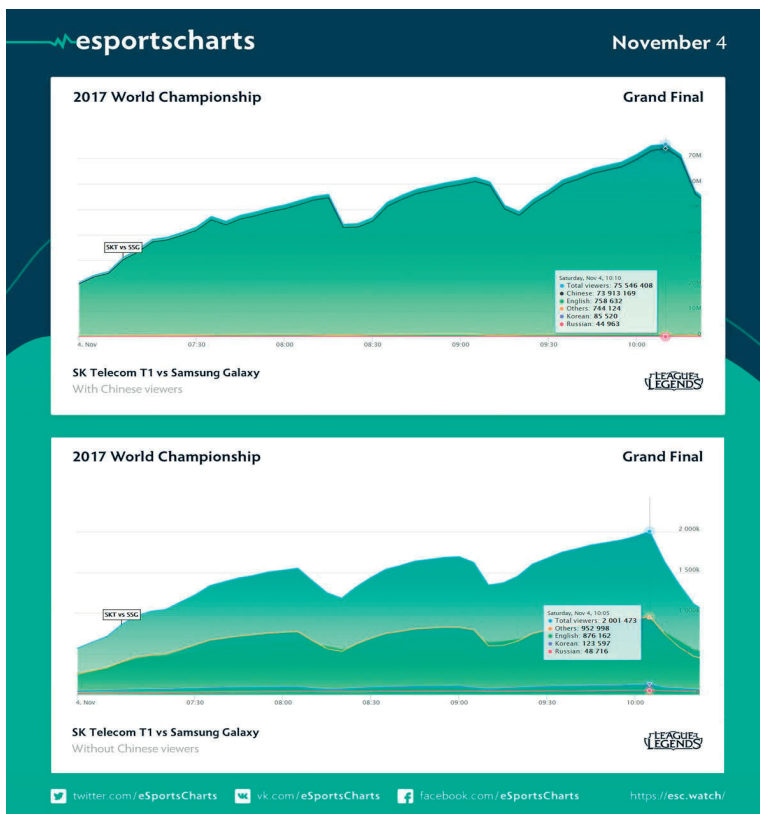 esportscharts
November 4
2017 World Championship
Grand Final
70M
SKT vs SSG
Saturday, Nov 4, 10:10
Total viewers: 75 546 408
Chinese: 73 913 169
English: 758 632
Others: 744 124
Korean: 85 520
Russian: 44 963
10M
0
4. Nov 07:30 08:00 08:30 09:00 09:30 10:00
SK Telecom T1 vs Samsung Galaxy
With Chinese viewers
LEAGUE of LEGENDS
2017 World Championship
Grand Final
2 000k
1 500k
SKT vs SSG
Saturday, Nov 4, 10:05
Total viewers: 2 001 473
Others: 952 998
English: 876 162
Korean: 123 597
Russian: 48 716
4. Nov 07:30 08:00 08:30 09:00 09:30 10:00
SK Telecom T1 vs Samsung Galaxy
Without Chinese viewers
LEAGUE of LEGENDS
twitter.com/eSportsCharts vk.com/eSportsCharts facebook.com/eSportsCharts https://esc.watch/